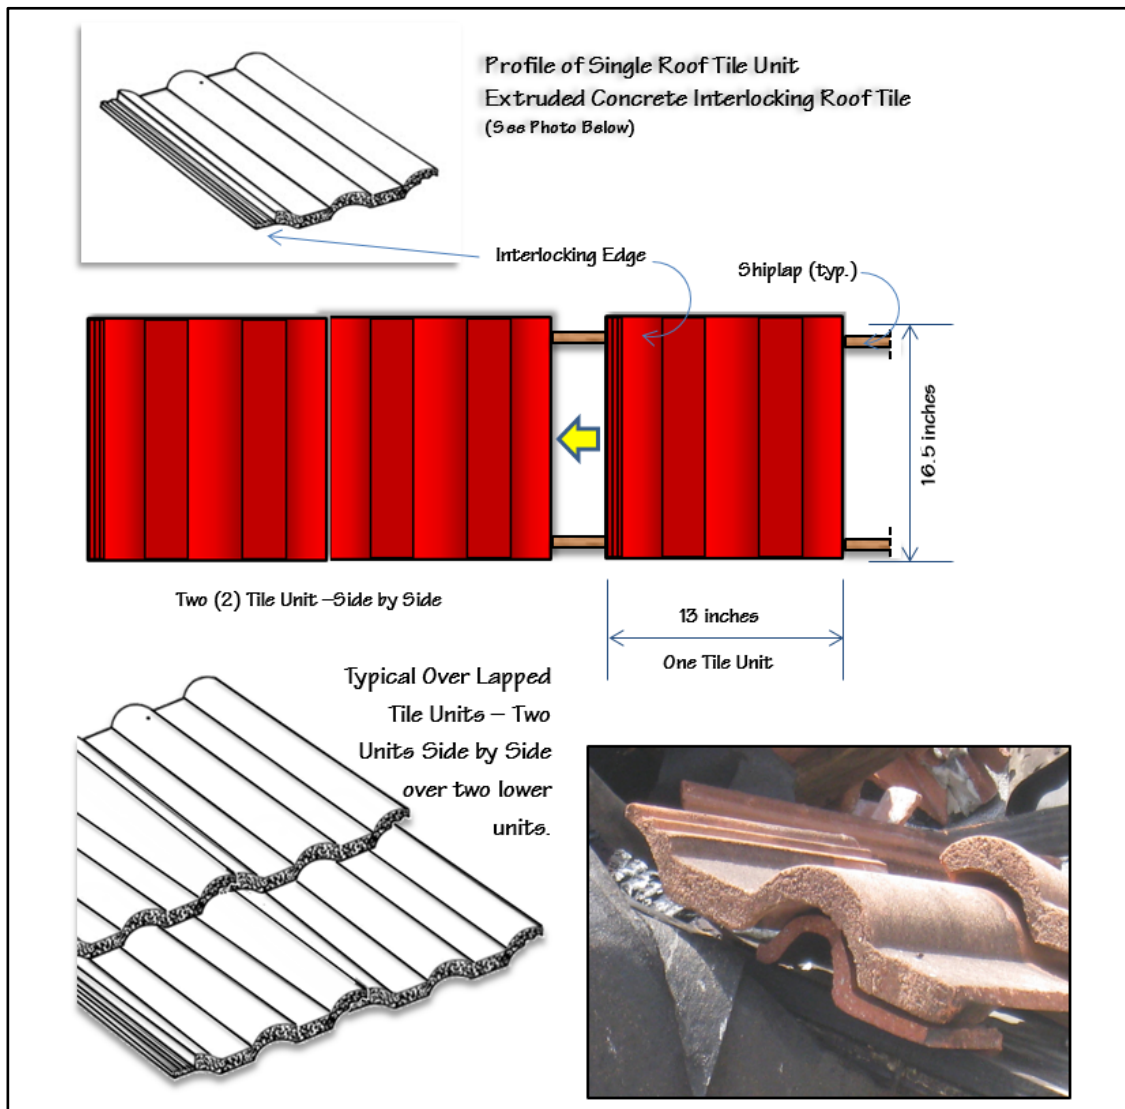 Profile of Single Roof Tile Unit
Extruded Concrete Interlocking Roof Tile
(See Photo Below)
Interlocking Edge
Shiplap (typ.)
16.5 inches
Two (2) Tile Unit –Side by Side
13 inches
One Tile Unit
Typical Over Lapped
Tile Units – Two
Units Side by Side
over two lower
units.